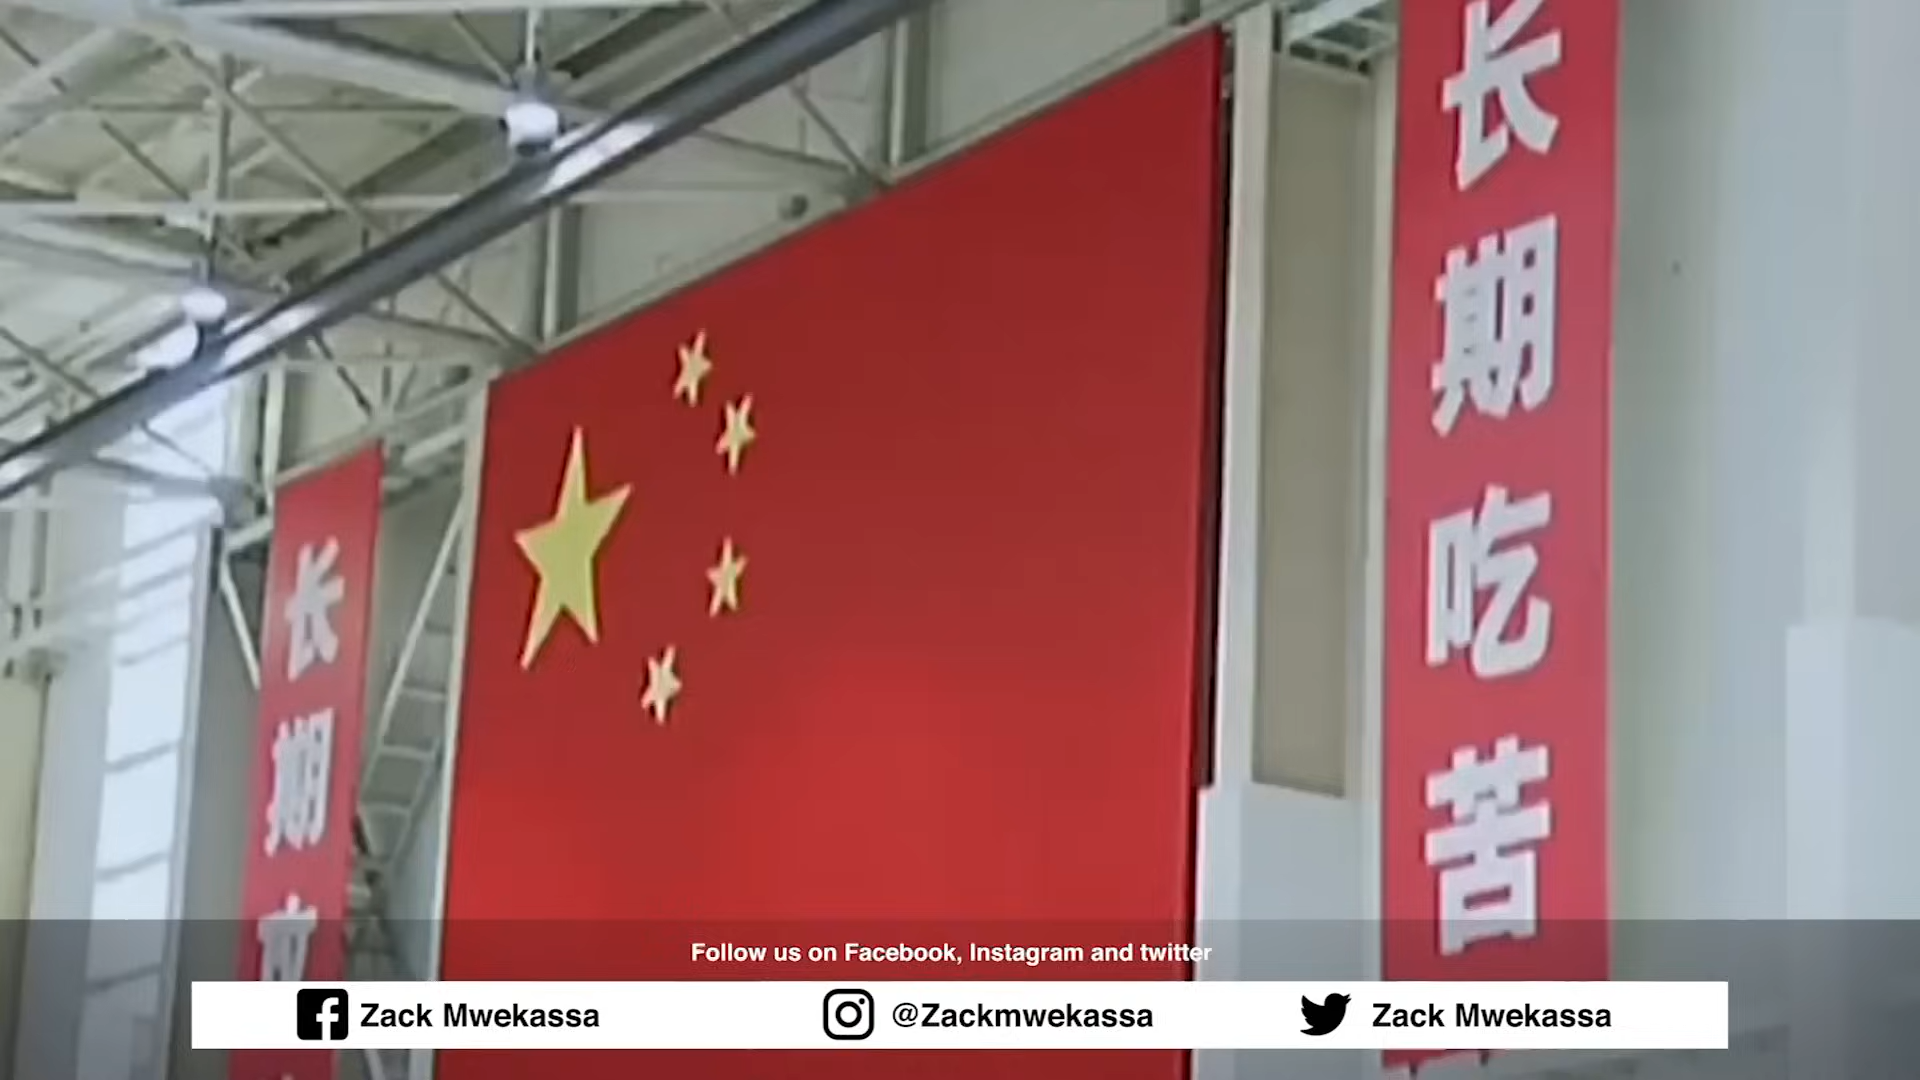 长期吃苦
长期
Follow us on Facebook, Instagram and twitter
Zack Mwekassa
@Zackmwekassa
Zack Mwekassa